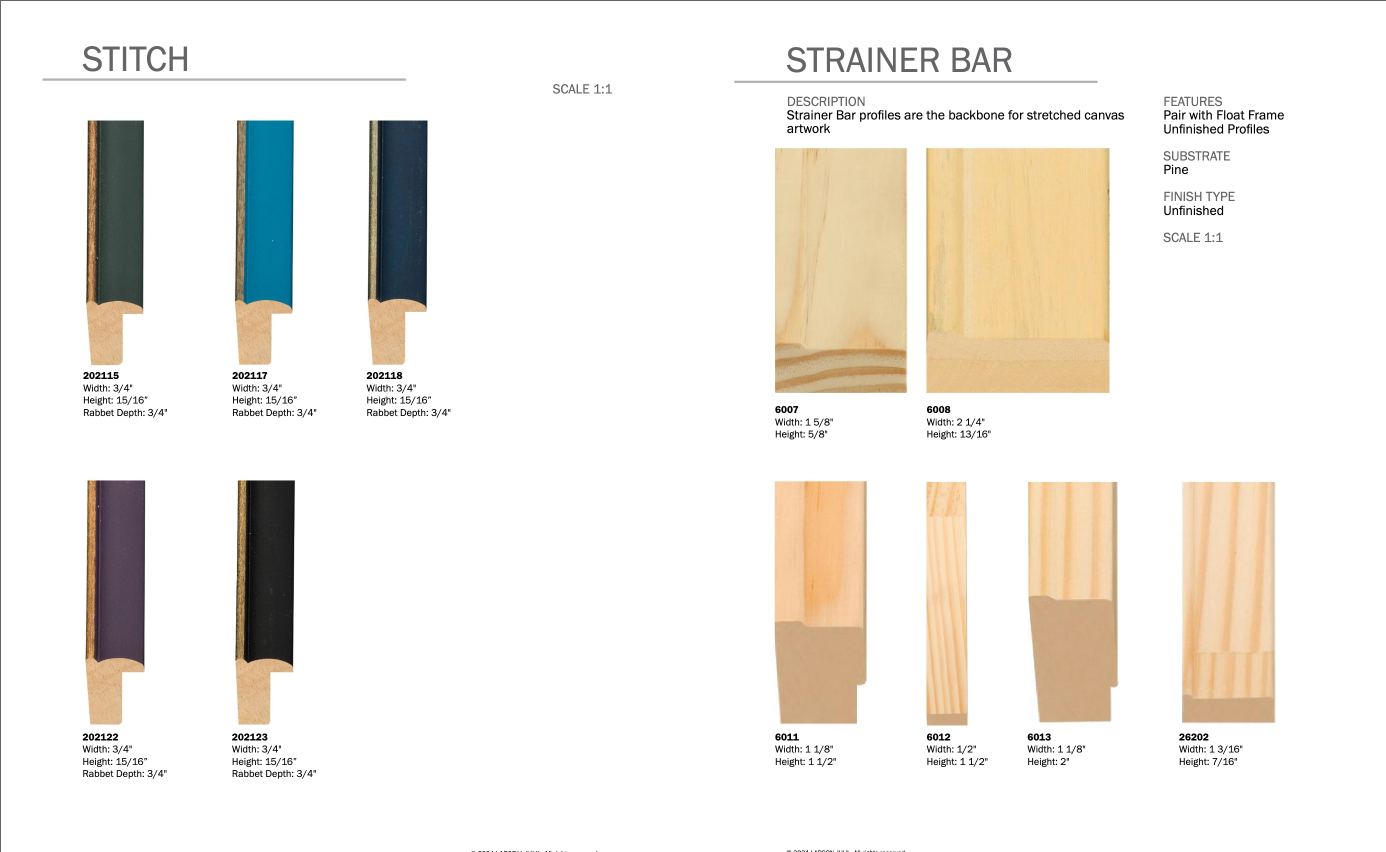 STITCH
SCALE 1:1
202115
Width: 3/4"
Height: 15/16”
Rabbet Depth: 3/4"
202117
Width: 3/4"
Height: 15/16”
Rabbet Depth: 3/4"
202118
Width: 3/4"
Height: 15/16”
Rabbet Depth: 3/4"
202122
Width: 3/4"
Height: 15/16”
Rabbet Depth: 3/4"
202123
Width: 3/4"
Height: 15/16”
Rabbet Depth: 3/4"
STRAINER BAR
DESCRIPTION
Strainer Bar profiles are the backbone for stretched canvas
artwork
FEATURES
Pair with Float Frame
Unfinished Profiles
SUBSTRATE
Pine
FINISH TYPE
Unfinished
SCALE 1:1
6007
Width: 1 5/8"
Height: 5/8"
6008
Width: 2 1/4"
Height: 13/16"
6011
Width: 1 1/8"
Height: 1 1/2"
6012
Width: 1/2"
Height: 1 1/2"
6013
Width: 1 1/8"
Height: 2"
26202
Width: 1 3/16"
Height: 7/16"